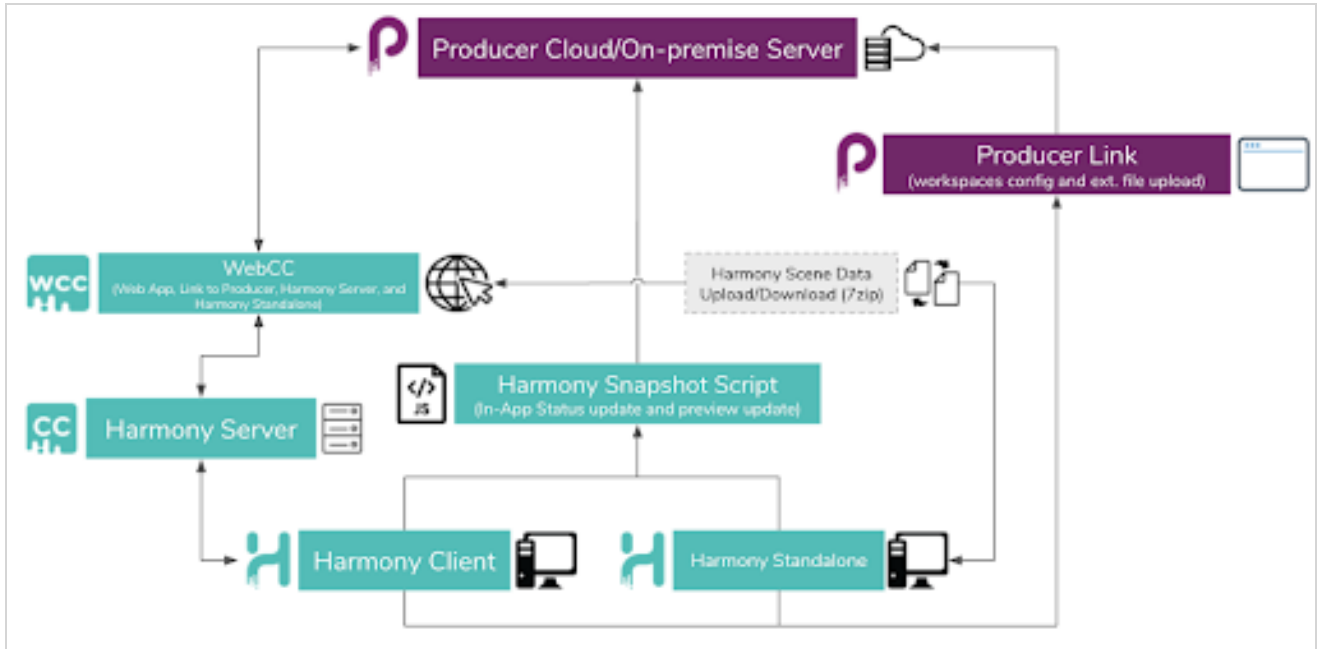 Producer Cloud/On-premise Server
Producer Link
(workspaces config and ext. file upload)
WCC
WebCC
(Web App, Link to Producer, Harmony Server, and
Harmony Standalone)
Harmony Scene Data
Upload/Download (7zip)
</>
JS
Harmony Snapshot Script
(In-App Status update and preview update)
CC
Harmony Server
Harmony Client
Harmony Standalone